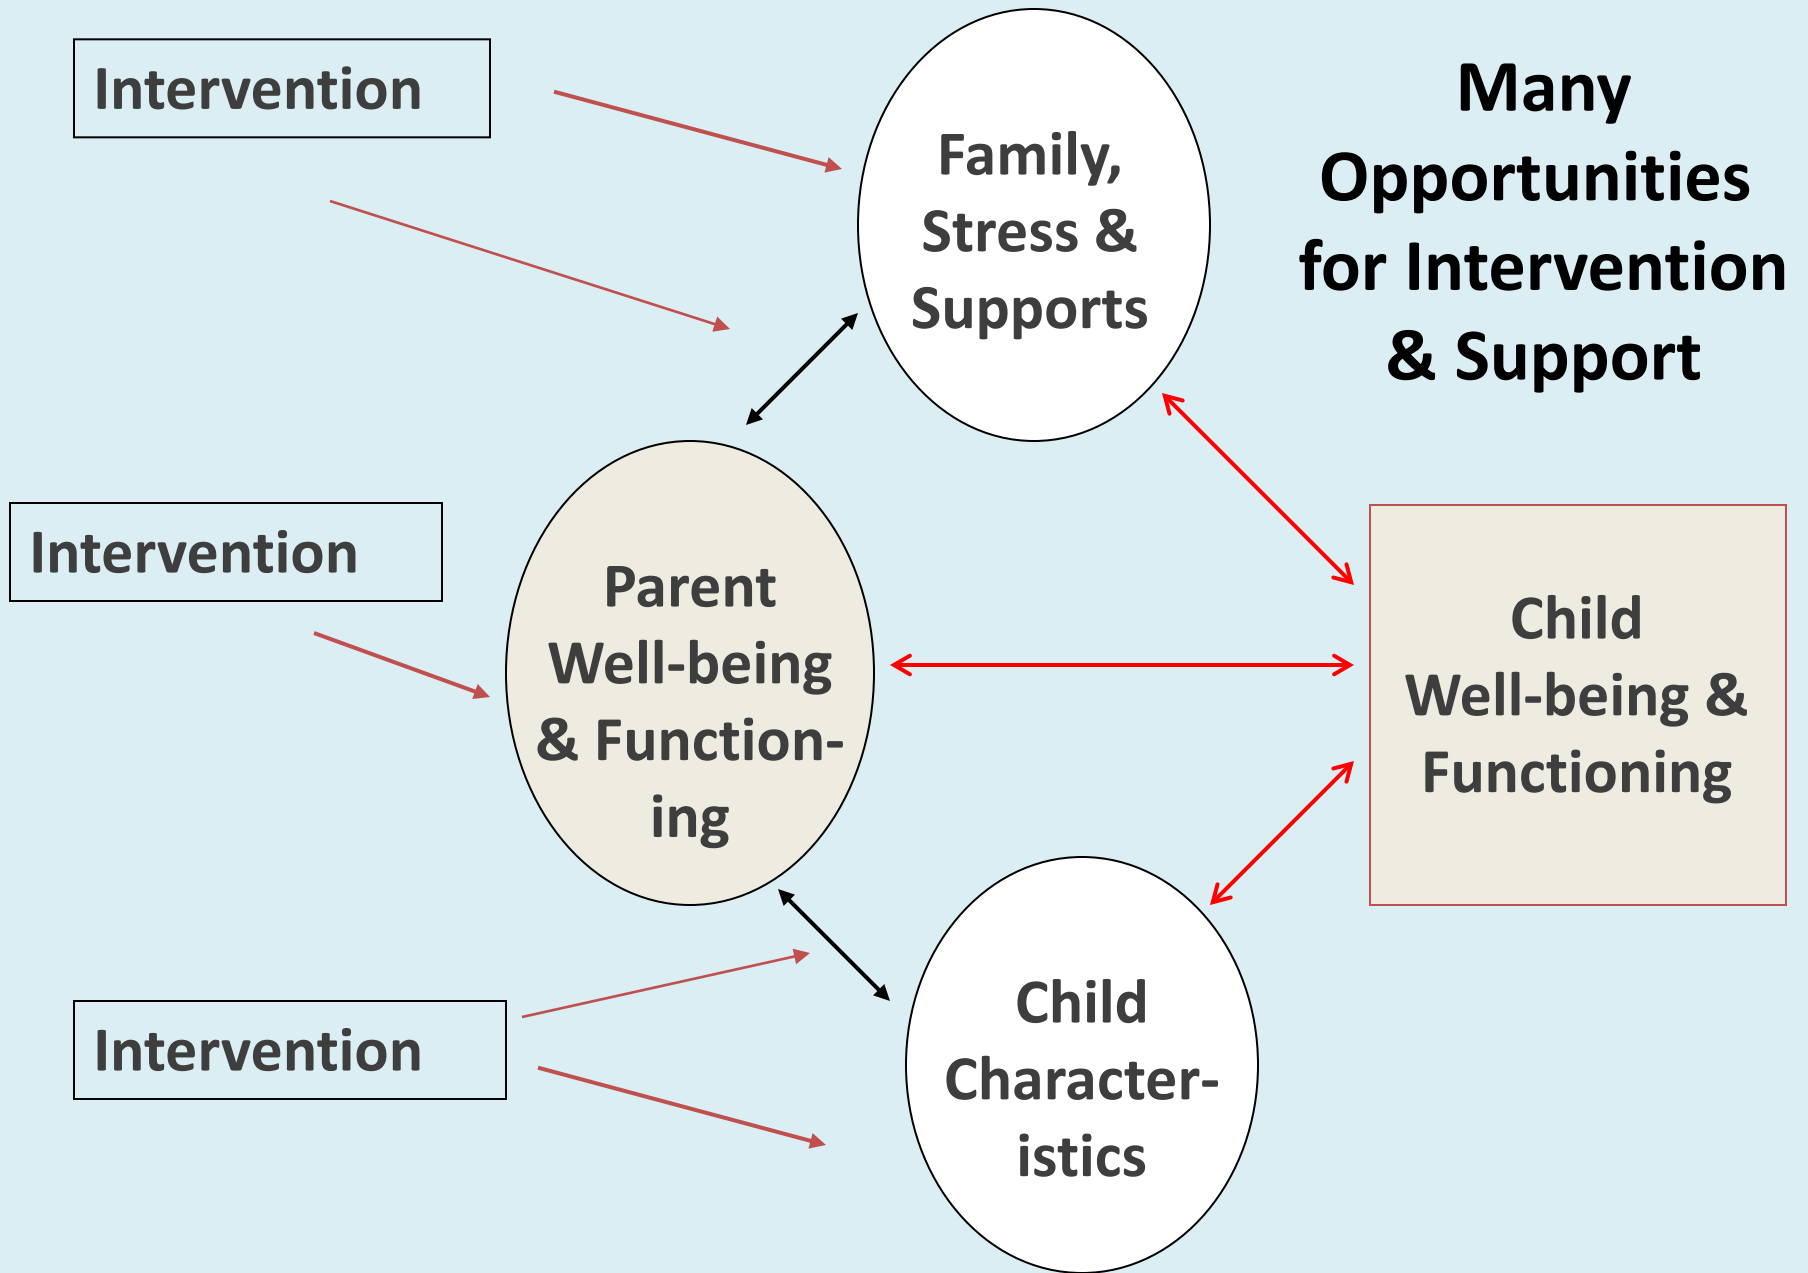 Intervention
Family,
Stress &
Supports
Many
Opportunities
for Intervention
& Support
Intervention
Parent
Well-being
& Function-
ing
Child
Well-being &
Functioning
Intervention
Child
Character-
istics